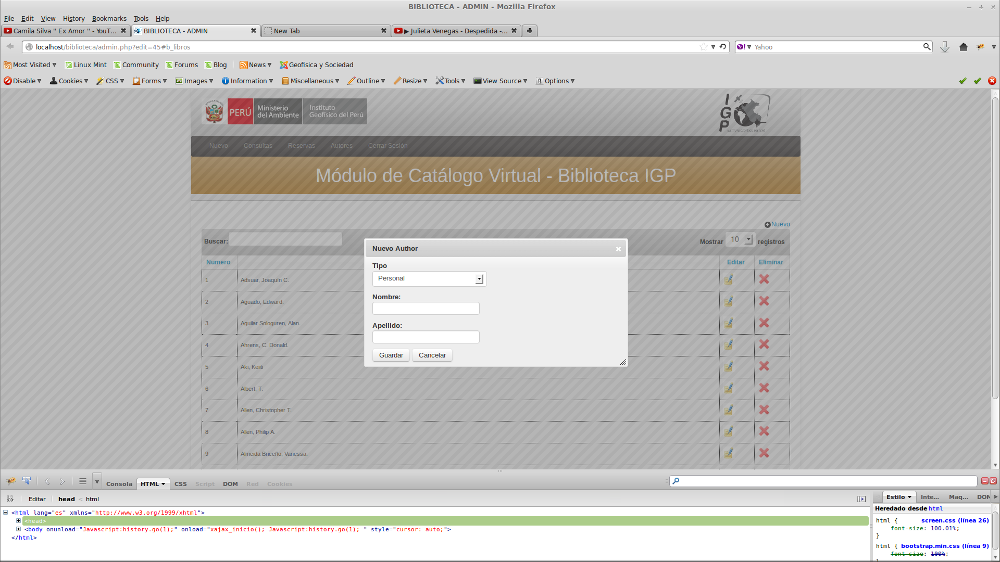 BIBLIOTECA - ADMIN - Mozilla Firefox
File Edit View History Bookmarks Tools Help
Camila Silva " Ex Amor " - YouT... BIBLIOTECA - ADMIN New Tab ▶ Julieta Venegas - Despedida -...
localhost/biblioteca/admin.php?edit=45#b_libros Yahoo
Most Visited Linux Mint Community Forums Blog News Geofisica y Sociedad
Disable Cookies CSS Forms Images Information Miscellaneous Outline Resize Tools View Source Options
PERÚ Ministerio del Ambiente Instituto Geofísico del Perú
IGP
Nuevo Consultas Reservas Autores Cerrar Sesión
Módulo de Catálogo Virtual - Biblioteca IGP
Nuevo
Buscar: Mostrar 10 registros
Numero Editar Eliminar
1 Adsuar, Joaquín C.
2 Aguado, Edward.
3 Aguilar Sologuren, Alan.
4 Ahrens, C. Donald.
5 Aki, Keiiti
6 Albert, T.
7 Allen, Christopher T.
8 Allen, Philip A.
9 Almeida Briceño, Vanessa.
Nuevo Author
Tipo
Personal
Nombre:
Apellido:
Guardar Cancelar
Consola HTML CSS Script DOM Red Cookies
Editar head < html
<html lang="es" xmlns="http://www.w3.org/1999/xhtml">
<head>
<body onunload="Javascript:history.go(1);" onload="xajax_inicio(); Javascript:history.go(1); " style="cursor: auto;">
</html>
Estilo Inte... Maq... DOM
Heredado desde html
html { screen.css (línea 26)
font-size: 100.01%;
}
html { bootstrap.min.css (línea 9)
font-size: 100%;
}